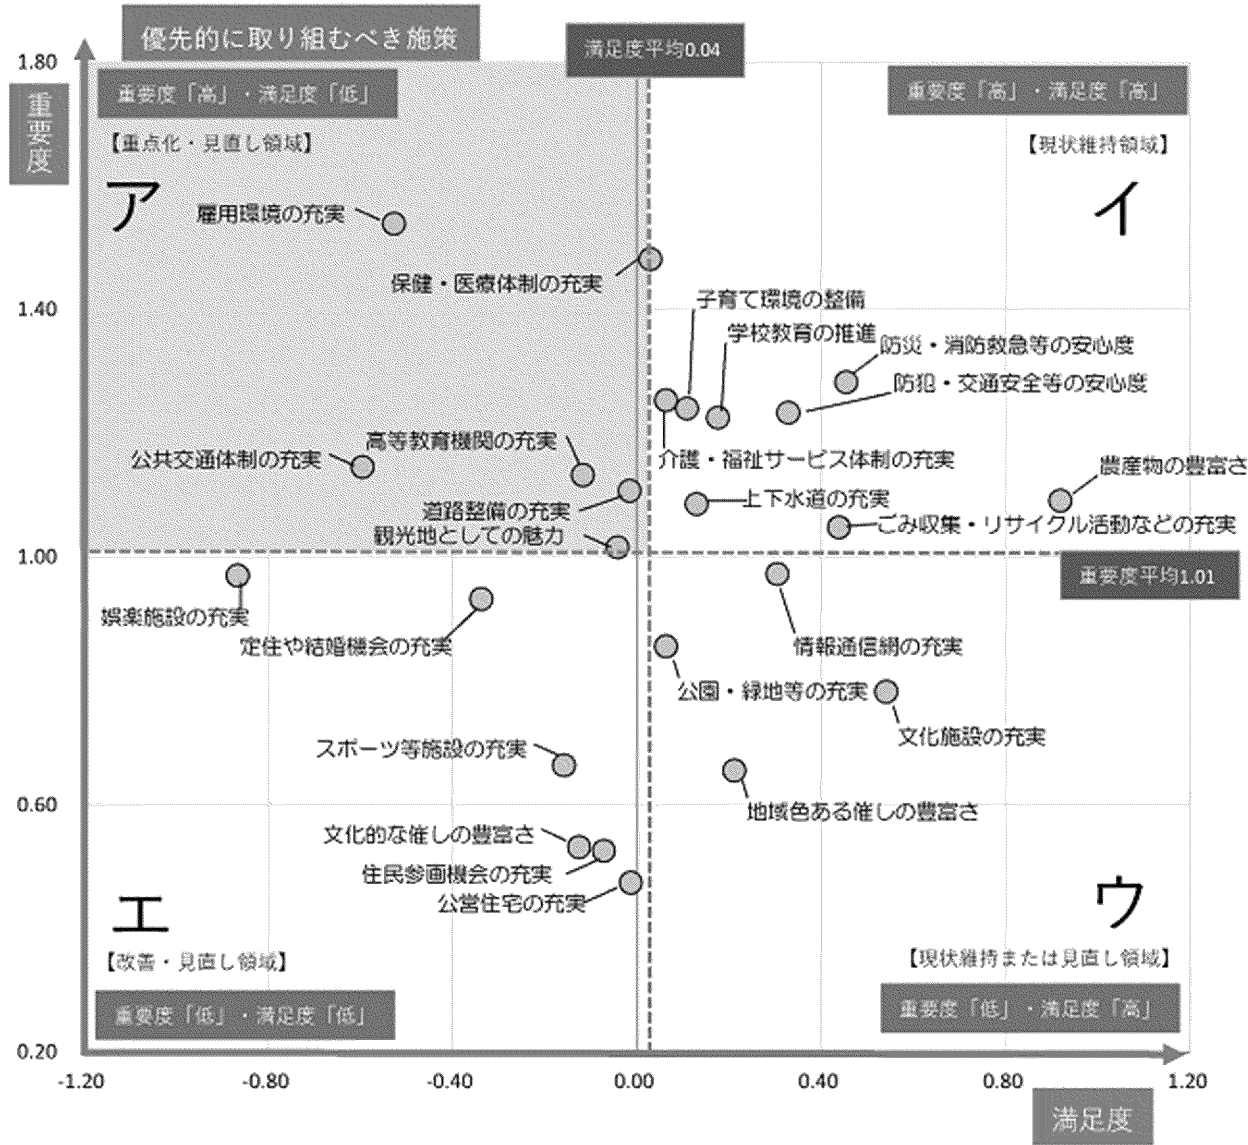 優先的に取り組むべき施策
満足度平均0.04
1.80
重要度「高」・満足度「低」
重要度「高」・満足度「高」
重要度
【重点化・見直し領域】
【現状維持領域】
ア
イ
雇用環境の充実
保健・医療体制の充実
子育て環境の整備
1.40
学校教育の推進
防災・消防救急等の安心度
防犯・交通安全等の安心度
高等教育機関の充実
公共交通体制の充実
介護・福祉サービス体制の充実
農産物の豊富さ
上下水道の充実
道路整備の充実
ごみ収集・リサイクル活動などの充実
観光地としての魅力
1.00
重要度平均1.01
娯楽施設の充実
定住や結婚機会の充実
情報通信網の充実
公園・緑地等の充実
文化施設の充実
スポーツ等施設の充実
0.60
地域色ある催しの豊富さ
文化的な催しの豊富さ
住民参画機会の充実
公営住宅の充実
エ
ウ
【改善・見直し領域】
【現状維持または見直し領域】
重要度「低」・満足度「低」
重要度「低」・満足度「高」
0.20
-1.20
-0.80
-0.40
0.00
0.40
0.80
1.20
満足度